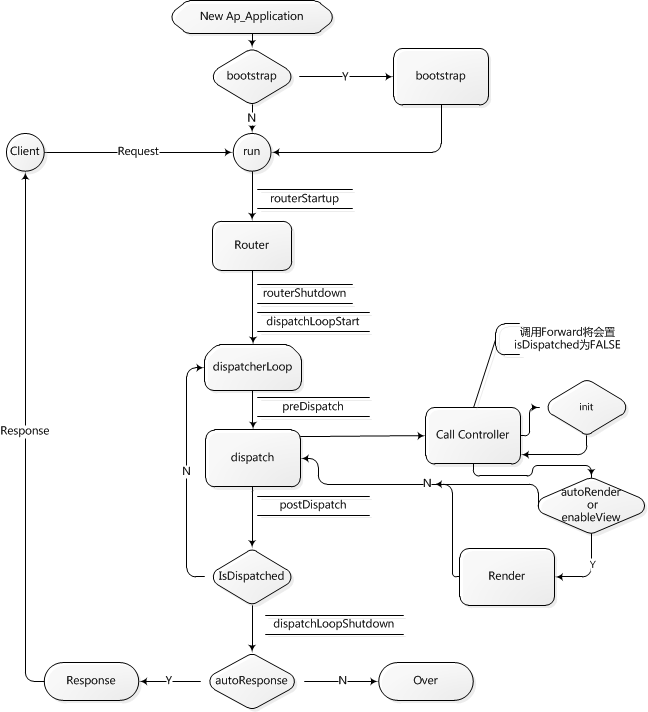 New Ap_Application
bootstrap
Y
bootstrap
N
Client
Request
run
routerStartup
Router
routerShutdown
dispatchLoopStart
调用Forward将会置
isDispatched为FALSE
dispatcherLoop
preDispatch
init
Response
Call Controller
dispatch
N
N
autoRender
or
enableView
postDispatch
IsDispatched
Y
Render
dispatchLoopShutdown
Response
Y
autoResponse
N
Over